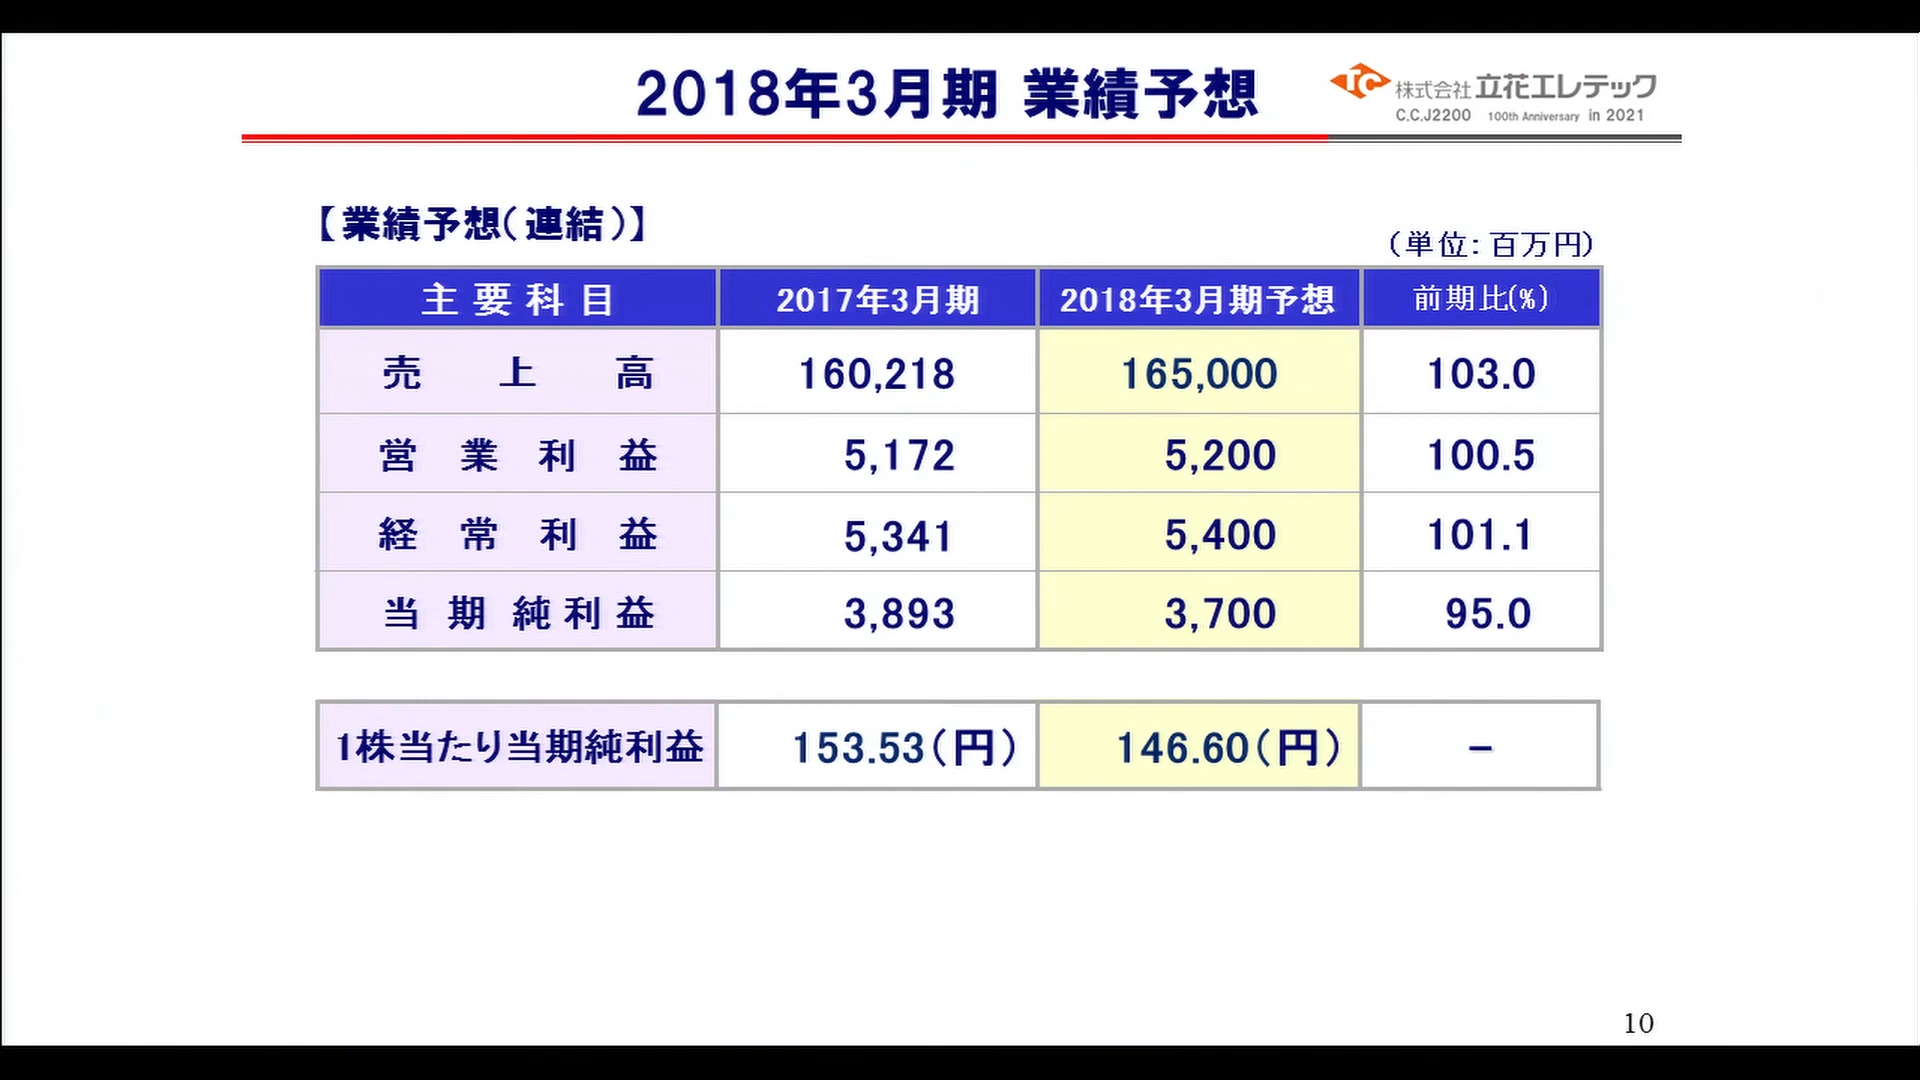 2018年3月期 業績予想
TC 株式会社 立花エレテック
C.C.J2200 100th Anniversary in 2021
【業績予想(連結)】
(単位:百万円)
主要科目 2017年3月期 2018年3月期予想 前期比(%)
売上高 160,218 165,000 103.0
営業利益 5,172 5,200 100.5
経常利益 5,341 5,400 101.1
当期純利益 3,893 3,700 95.0
1株当たり当期純利益 153.53(円) 146.60(円) －
10